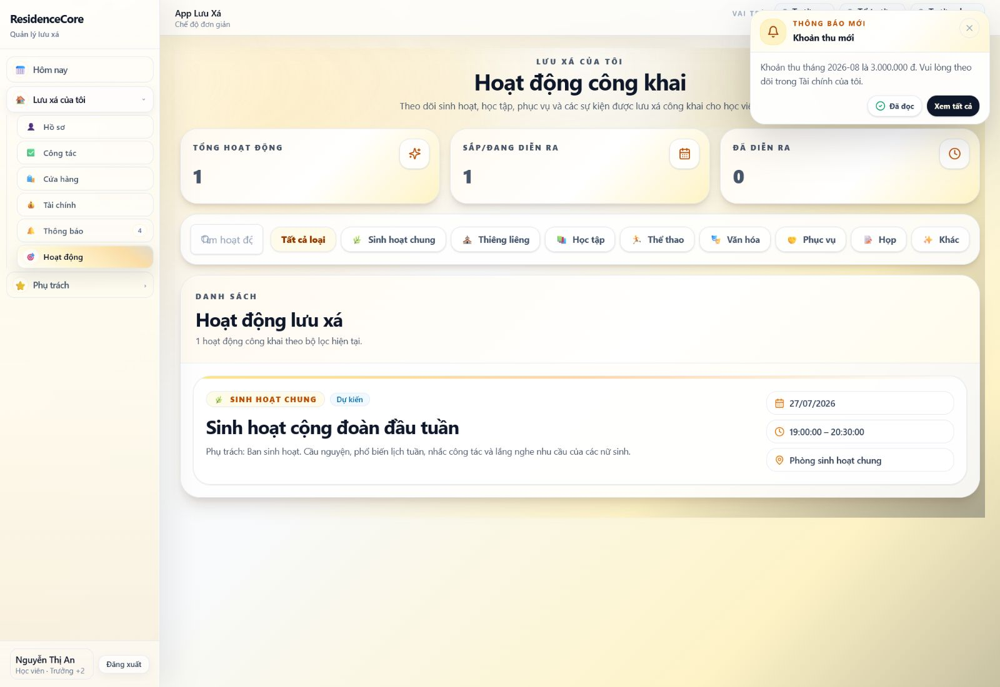 ResidenceCore
Quản lý lưu xá
Hôm nay
Lưu xá của tôi
Hồ sơ
Công tác
Cửa hàng
Tài chính
Thông báo 4
Hoạt động
Phụ trách
Nguyễn Thị An
Học viên · Trưởng +2
Đăng xuất
App Lưu Xá
Chế độ đơn giản
VAI
THÔNG BÁO MỚI
Khoản thu mới
Khoản thu tháng 2026-08 là 3.000.000 đ. Vui lòng theo
dõi trong Tài chính của tôi.
Đã đọc
Xem tất cả
LƯU XÁ CỦA TÔI
Hoạt động công khai
Theo dõi sinh hoạt, học tập, phục vụ và các sự kiện được lưu xá công khai cho học
TỔNG HOẠT ĐỘNG
1
SẮP/ĐANG DIỄN RA
1
ĐÃ DIỄN RA
0
hoạt
Tất cả loại
Sinh hoạt chung
Thiêng liêng
Học tập
Thể thao
Văn hóa
Phục vụ
Họp
Khác
DANH SÁCH
Hoạt động lưu xá
1 hoạt động công khai theo bộ lọc hiện tại.
SINH HOẠT CHUNG
Dự kiến
Sinh hoạt cộng đoàn đầu tuần
Phụ trách: Ban sinh hoạt. Cầu nguyện, phổ biến lịch tuần, nhắc công tác và lắng nghe nhu cầu của các nữ sinh.
27/07/2026
19:00:00 – 20:30:00
Phòng sinh hoạt chung